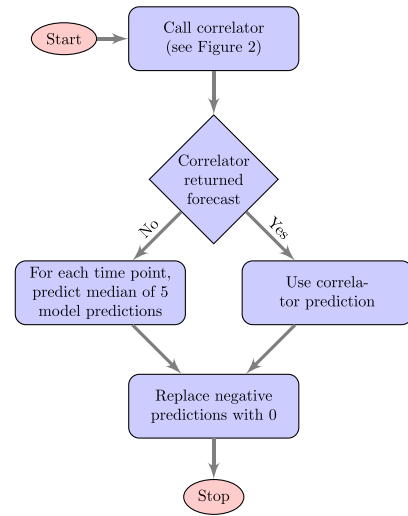 Start
Call correlator
(see Figure 2)
Correlator
returned
forecast
No
Yes
For each time point,
predict median of 5
model predictions
Use correla-
tor prediction
Replace negative
predictions with 0
Stop